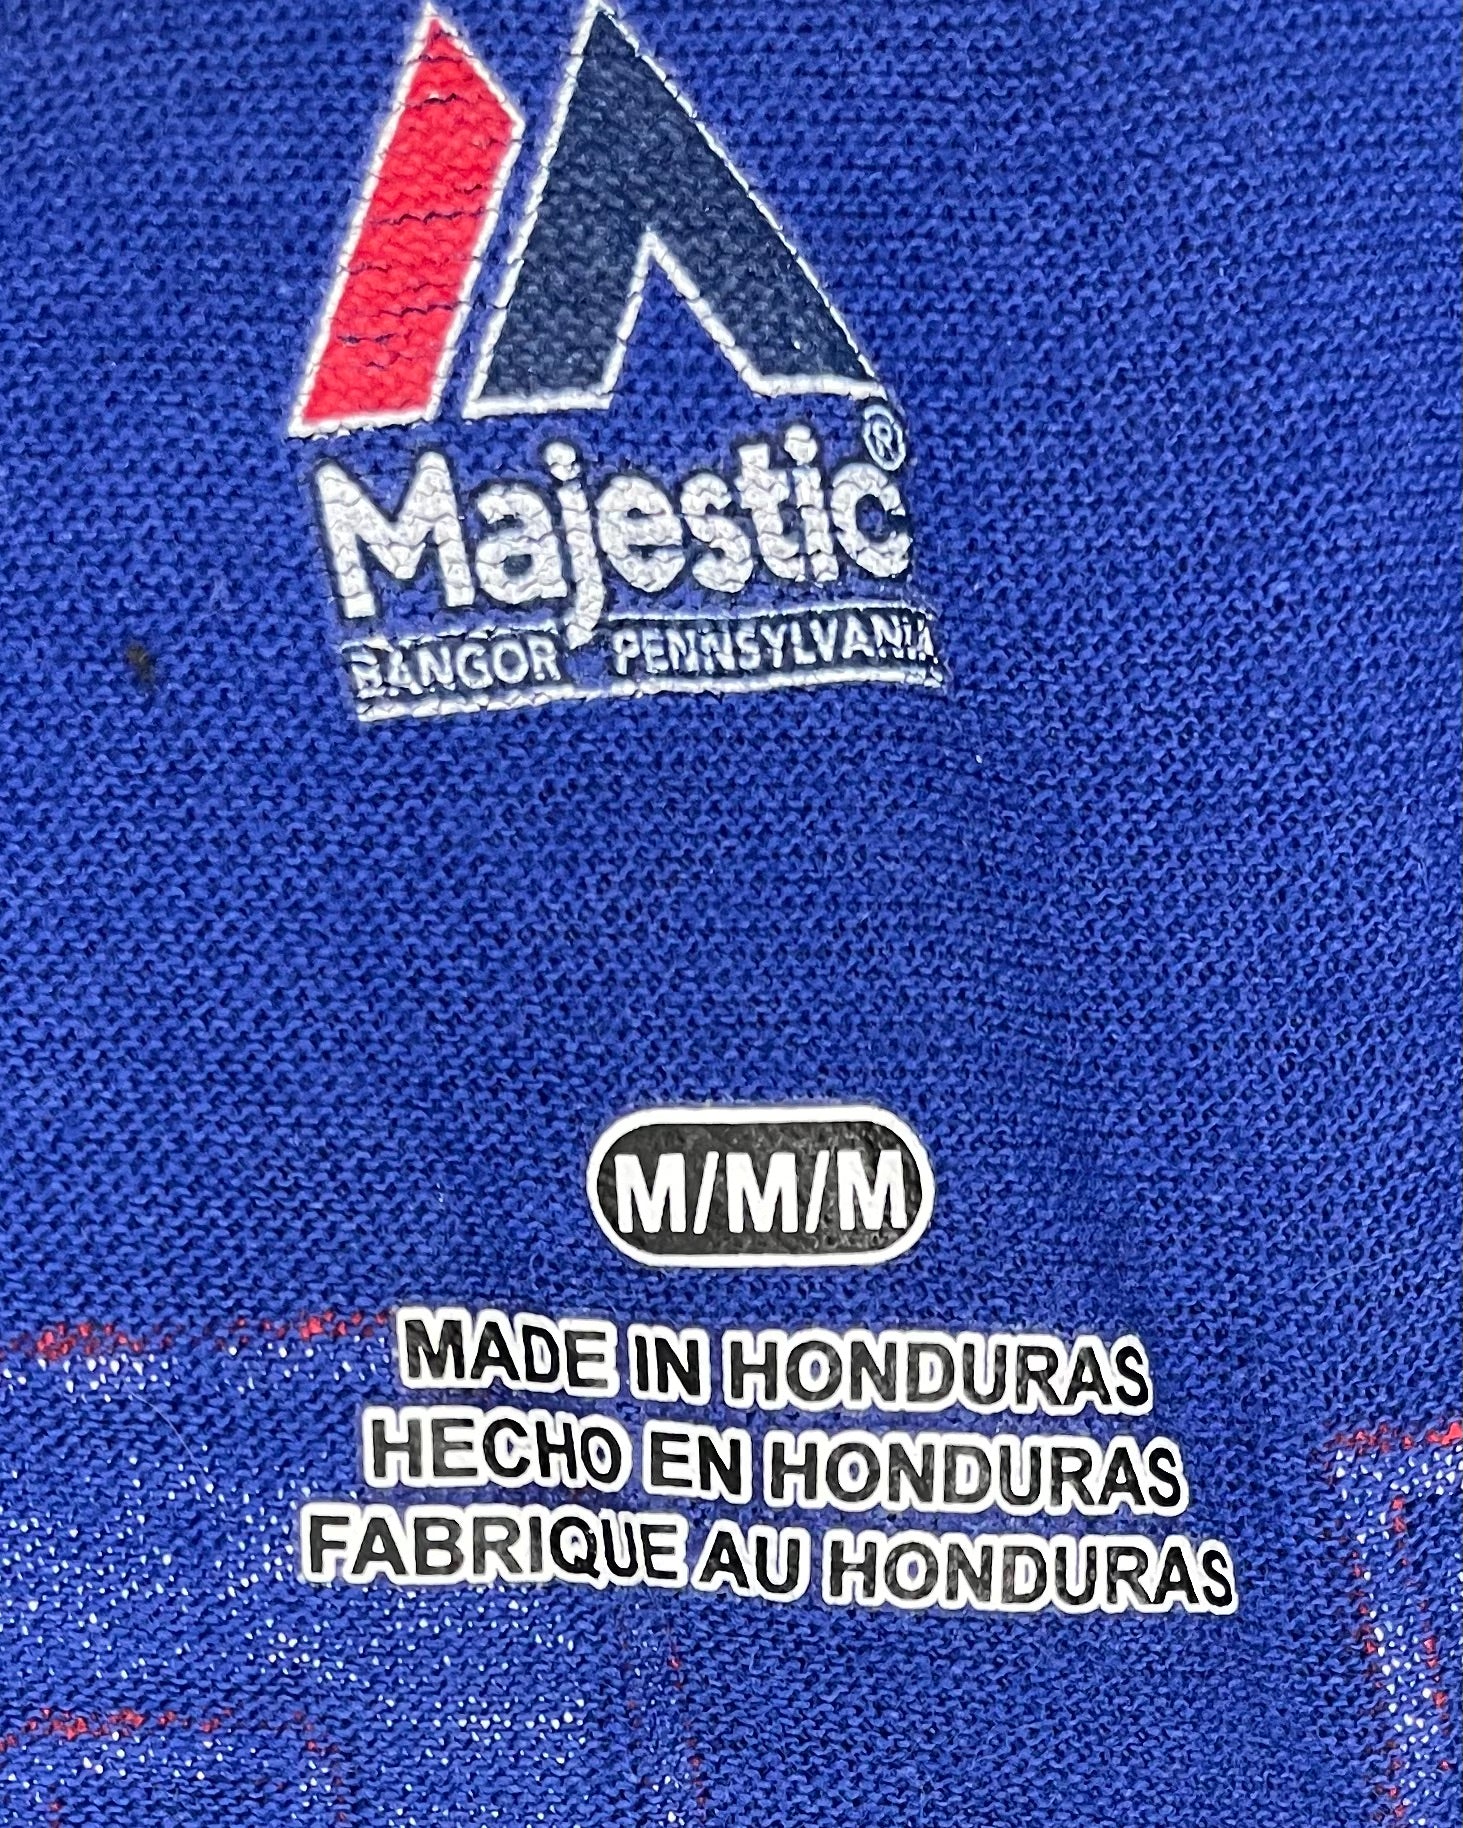 Majestic®
BANGOR PENNSYLVANIA
M/M/M
MADE IN HONDURAS
HECHO EN HONDURAS
FABRIQUE AU HONDURAS